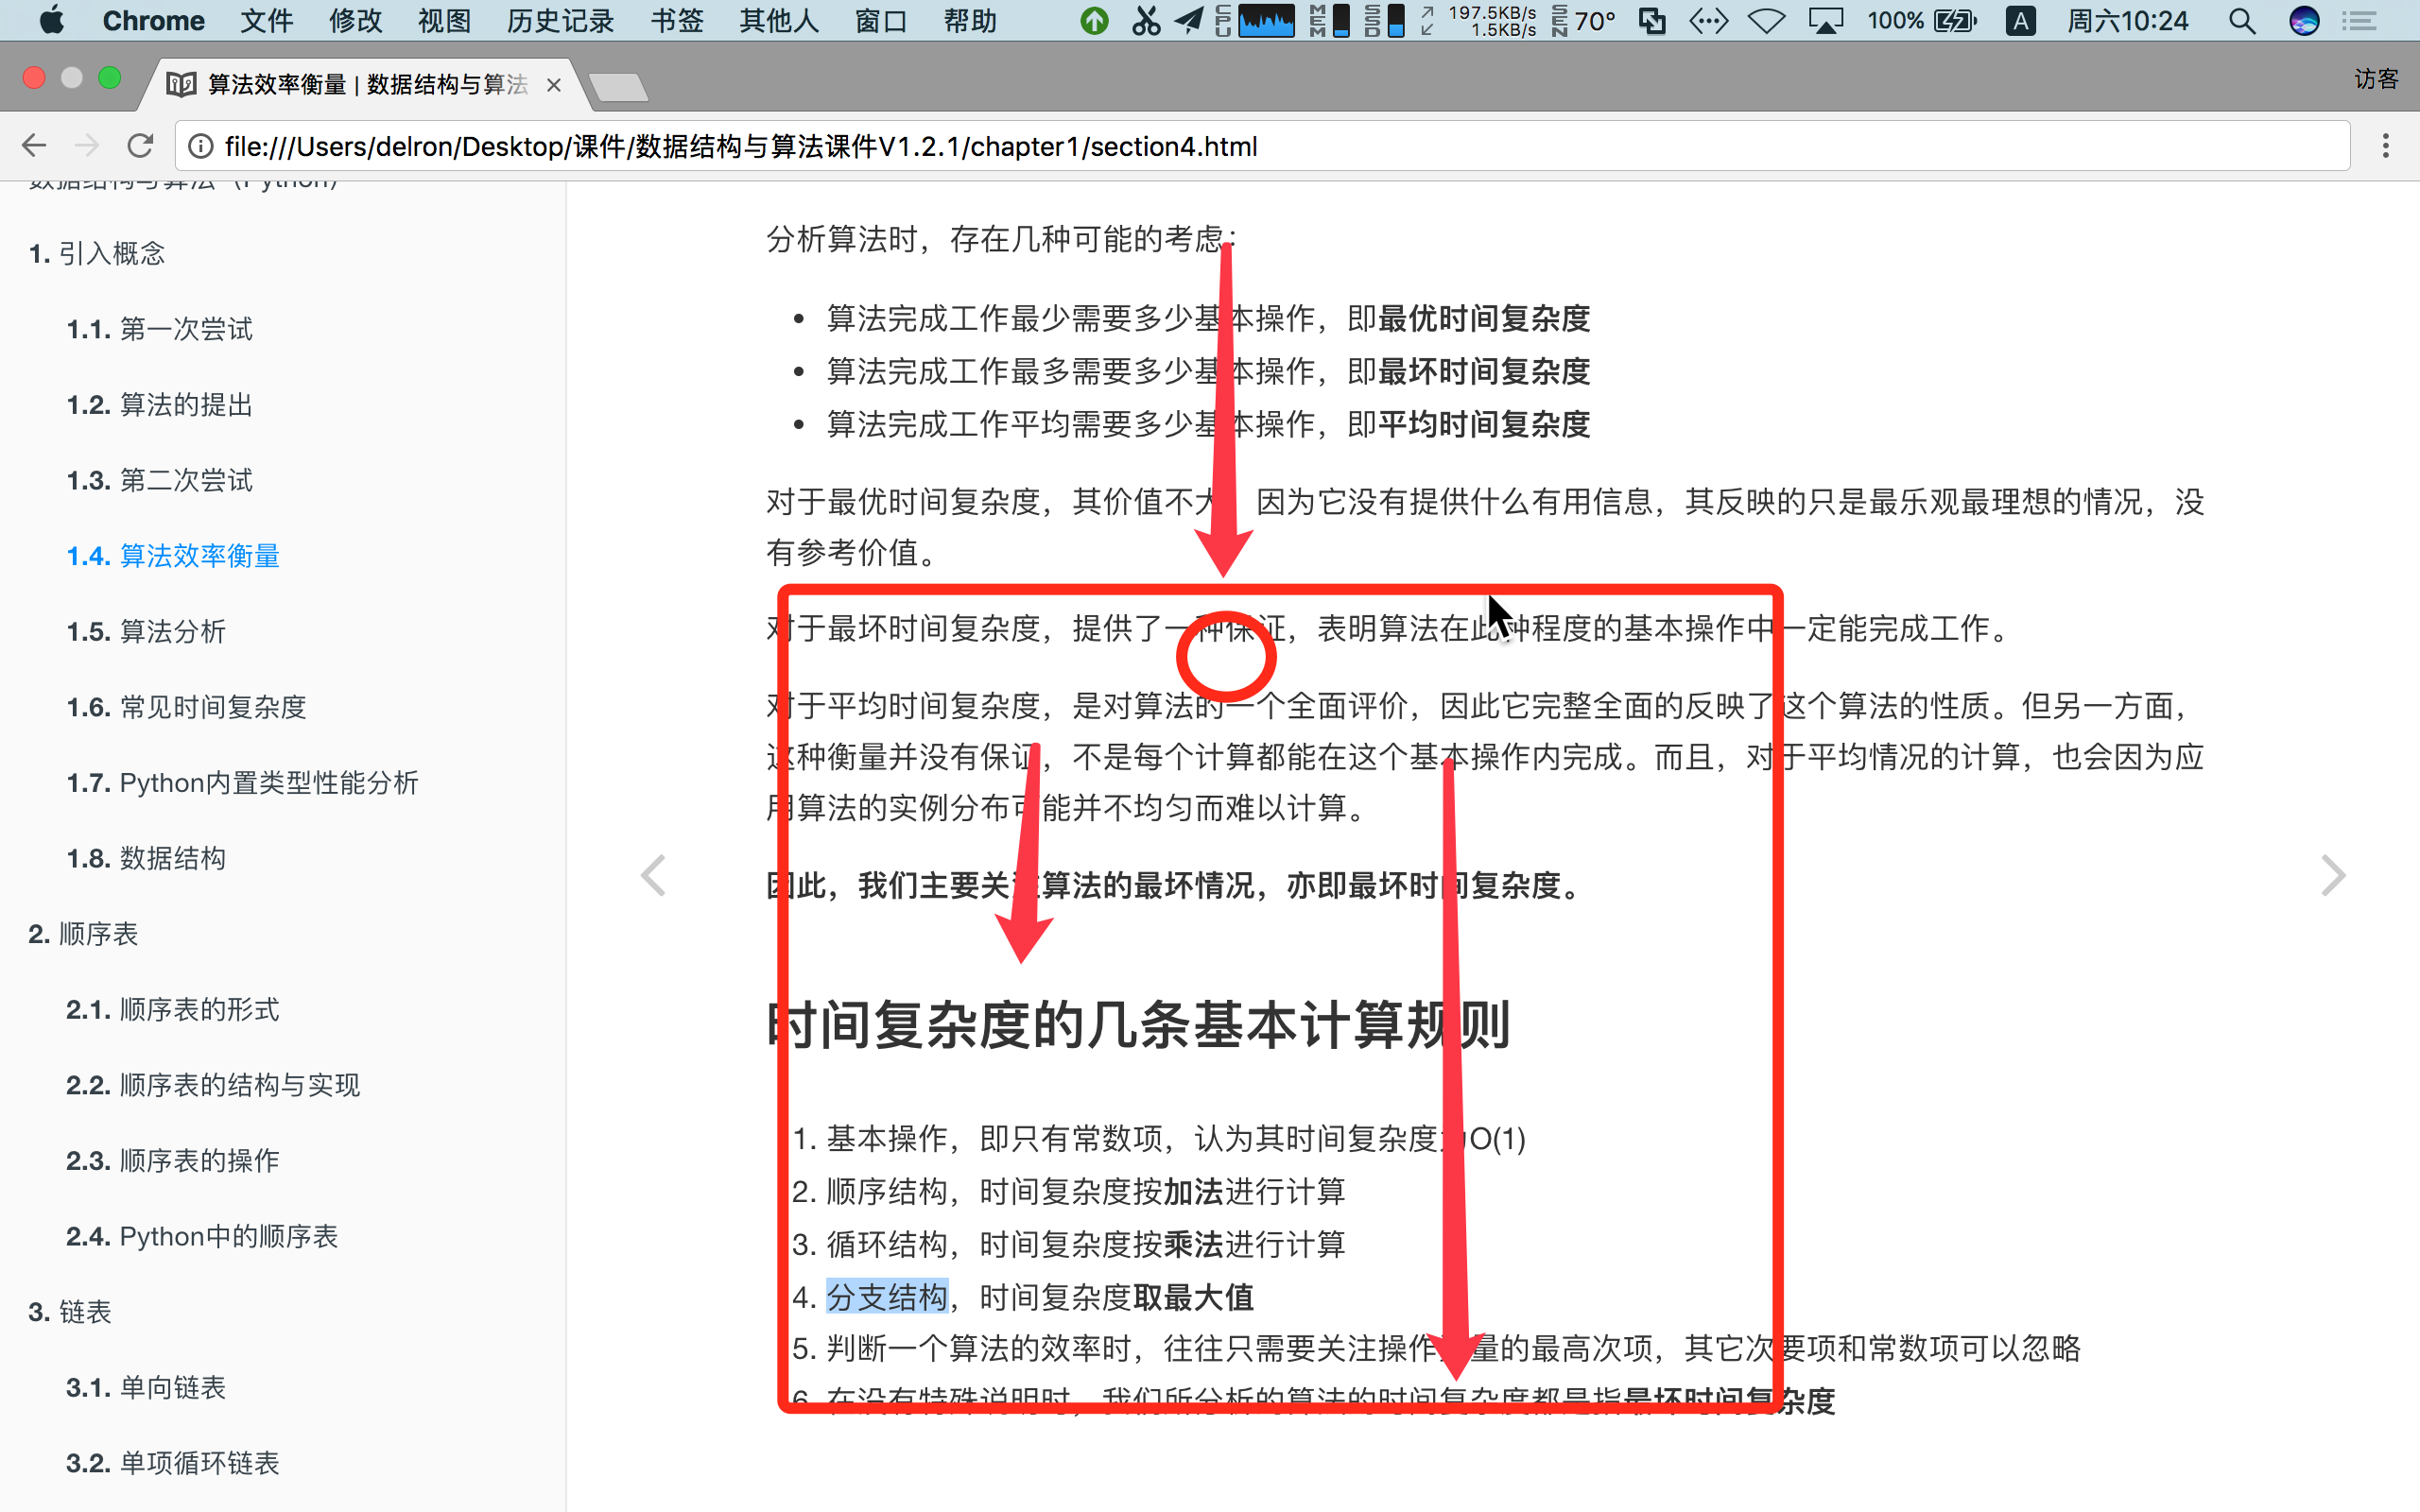 Chrome 文件 修改 视图 历史记录 书签 其他人 窗口 帮助 CPU MEM SSD 197.5KB/s 1.5KB/s SEN 70° 100% A 周六10:24
算法效率衡量 | 数据结构与算法 访客
file:///Users/delron/Desktop/课件/数据结构与算法课件V1.2.1/chapter1/section4.html
数据结构与算法 (Python)
1. 引入概念
1.1. 第一次尝试
1.2. 算法的提出
1.3. 第二次尝试
1.4. 算法效率衡量
1.5. 算法分析
1.6. 常见时间复杂度
1.7. Python内置类型性能分析
1.8. 数据结构
2. 顺序表
2.1. 顺序表的形式
2.2. 顺序表的结构与实现
2.3. 顺序表的操作
2.4. Python中的顺序表
3. 链表
3.1. 单向链表
3.2. 单项循环链表
分析算法时，存在几种可能的考虑：
• 算法完成工作最少需要多少基本操作，即最优时间复杂度
• 算法完成工作最多需要多少基本操作，即最坏时间复杂度
• 算法完成工作平均需要多少基本操作，即平均时间复杂度
对于最优时间复杂度，其价值不大，因为它没有提供什么有用信息，其反映的只是最乐观最理想的情况，没
有参考价值。
对于最坏时间复杂度，提供了一种保证，表明算法在此种程度的基本操作中一定能完成工作。
对于平均时间复杂度，是对算法的一个全面评价，因此它完整全面的反映了这个算法的性质。但另一方面，
这种衡量并没有保证，不是每个计算都能在这个基本操作内完成。而且，对于平均情况的计算，也会因为应
用算法的实例分布可能并不均匀而难以计算。
因此，我们主要关注算法的最坏情况，亦即最坏时间复杂度。
时间复杂度的几条基本计算规则
1. 基本操作，即只有常数项，认为其时间复杂度为O(1)
2. 顺序结构，时间复杂度按加法进行计算
3. 循环结构，时间复杂度按乘法进行计算
4. 分支结构，时间复杂度取最大值
5. 判断一个算法的效率时，往往只需要关注操作数量的最高次项，其它次要项和常数项可以忽略
6. 在没有特殊说明时，我们所分析的算法的时间复杂度都是指最坏时间复杂度